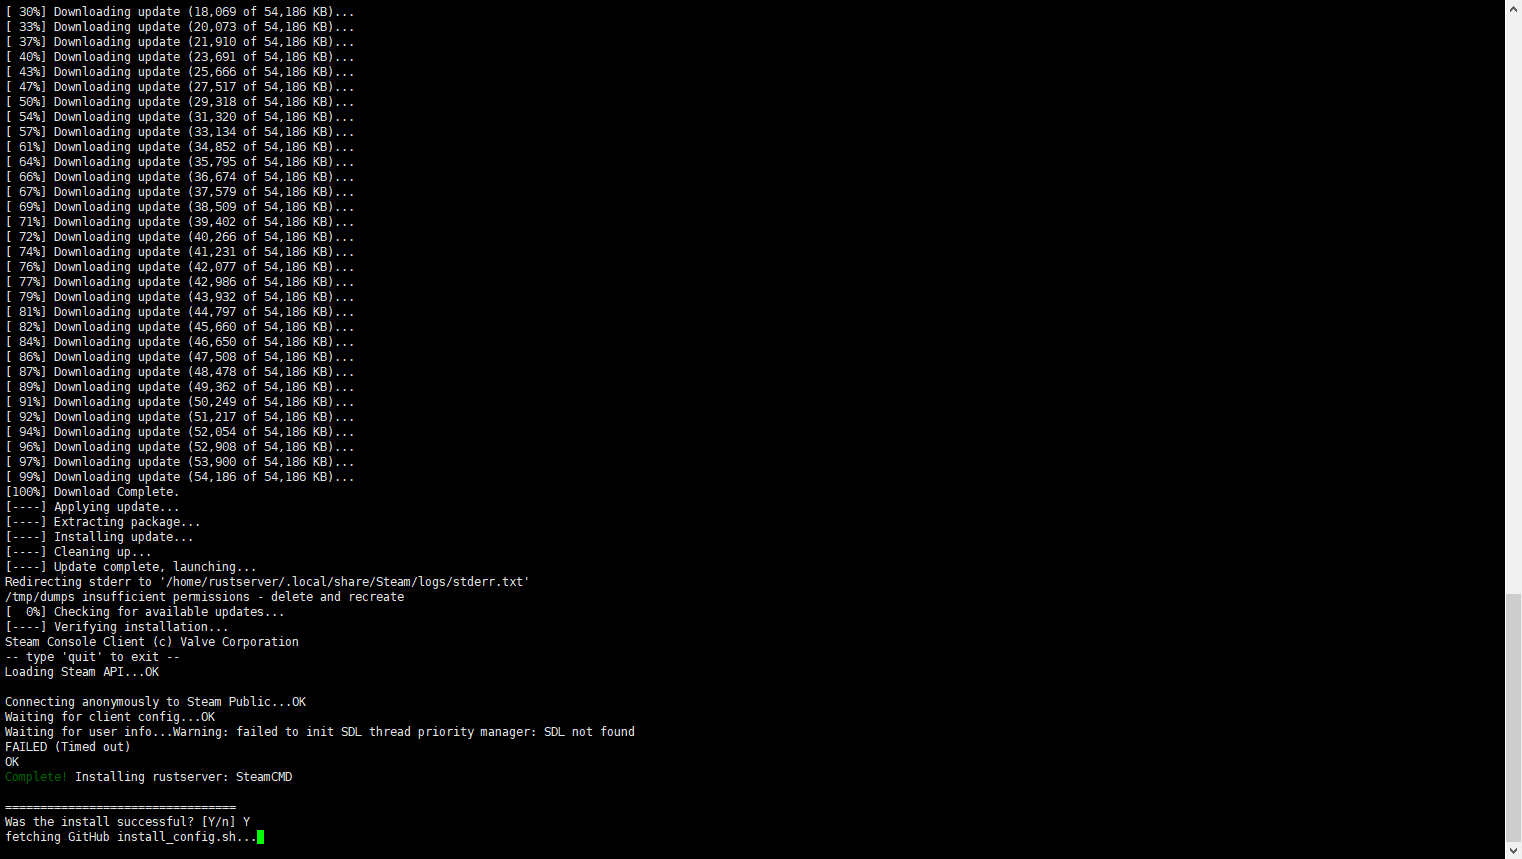 [ 30%] Downloading update (18,069 of 54,186 KB)...
[ 33%] Downloading update (20,073 of 54,186 KB)...
[ 37%] Downloading update (21,910 of 54,186 KB)...
[ 40%] Downloading update (23,691 of 54,186 KB)...
[ 43%] Downloading update (25,666 of 54,186 KB)...
[ 47%] Downloading update (27,517 of 54,186 KB)...
[ 50%] Downloading update (29,318 of 54,186 KB)...
[ 54%] Downloading update (31,320 of 54,186 KB)...
[ 57%] Downloading update (33,134 of 54,186 KB)...
[ 61%] Downloading update (34,852 of 54,186 KB)...
[ 64%] Downloading update (35,795 of 54,186 KB)...
[ 66%] Downloading update (36,674 of 54,186 KB)...
[ 67%] Downloading update (37,579 of 54,186 KB)...
[ 69%] Downloading update (38,509 of 54,186 KB)...
[ 71%] Downloading update (39,402 of 54,186 KB)...
[ 72%] Downloading update (40,266 of 54,186 KB)...
[ 74%] Downloading update (41,231 of 54,186 KB)...
[ 76%] Downloading update (42,077 of 54,186 KB)...
[ 77%] Downloading update (42,986 of 54,186 KB)...
[ 79%] Downloading update (43,932 of 54,186 KB)...
[ 81%] Downloading update (44,797 of 54,186 KB)...
[ 82%] Downloading update (45,660 of 54,186 KB)...
[ 84%] Downloading update (46,650 of 54,186 KB)...
[ 86%] Downloading update (47,508 of 54,186 KB)...
[ 87%] Downloading update (48,478 of 54,186 KB)...
[ 89%] Downloading update (49,362 of 54,186 KB)...
[ 91%] Downloading update (50,249 of 54,186 KB)...
[ 92%] Downloading update (51,217 of 54,186 KB)...
[ 94%] Downloading update (52,054 of 54,186 KB)...
[ 96%] Downloading update (52,908 of 54,186 KB)...
[ 97%] Downloading update (53,900 of 54,186 KB)...
[ 99%] Downloading update (54,186 of 54,186 KB)...
[100%] Download Complete.
[----] Applying update...
[----] Extracting package...
[----] Installing update...
[----] Cleaning up...
[----] Update complete, launching...
Redirecting stderr to '/home/rustserver/.local/share/Steam/logs/stderr.txt'
/tmp/dumps insufficient permissions - delete and recreate
[  0%] Checking for available updates...
[----] Verifying installation...
Steam Console Client (c) Valve Corporation
-- type 'quit' to exit --
Loading Steam API...OK

Connecting anonymously to Steam Public...OK
Waiting for client config...OK
Waiting for user info...Warning: failed to init SDL thread priority manager: SDL not found
FAILED (Timed out)
OK
Complete! Installing rustserver: SteamCMD

=================================
Was the install successful? [Y/n] Y
fetching GitHub install_config.sh...